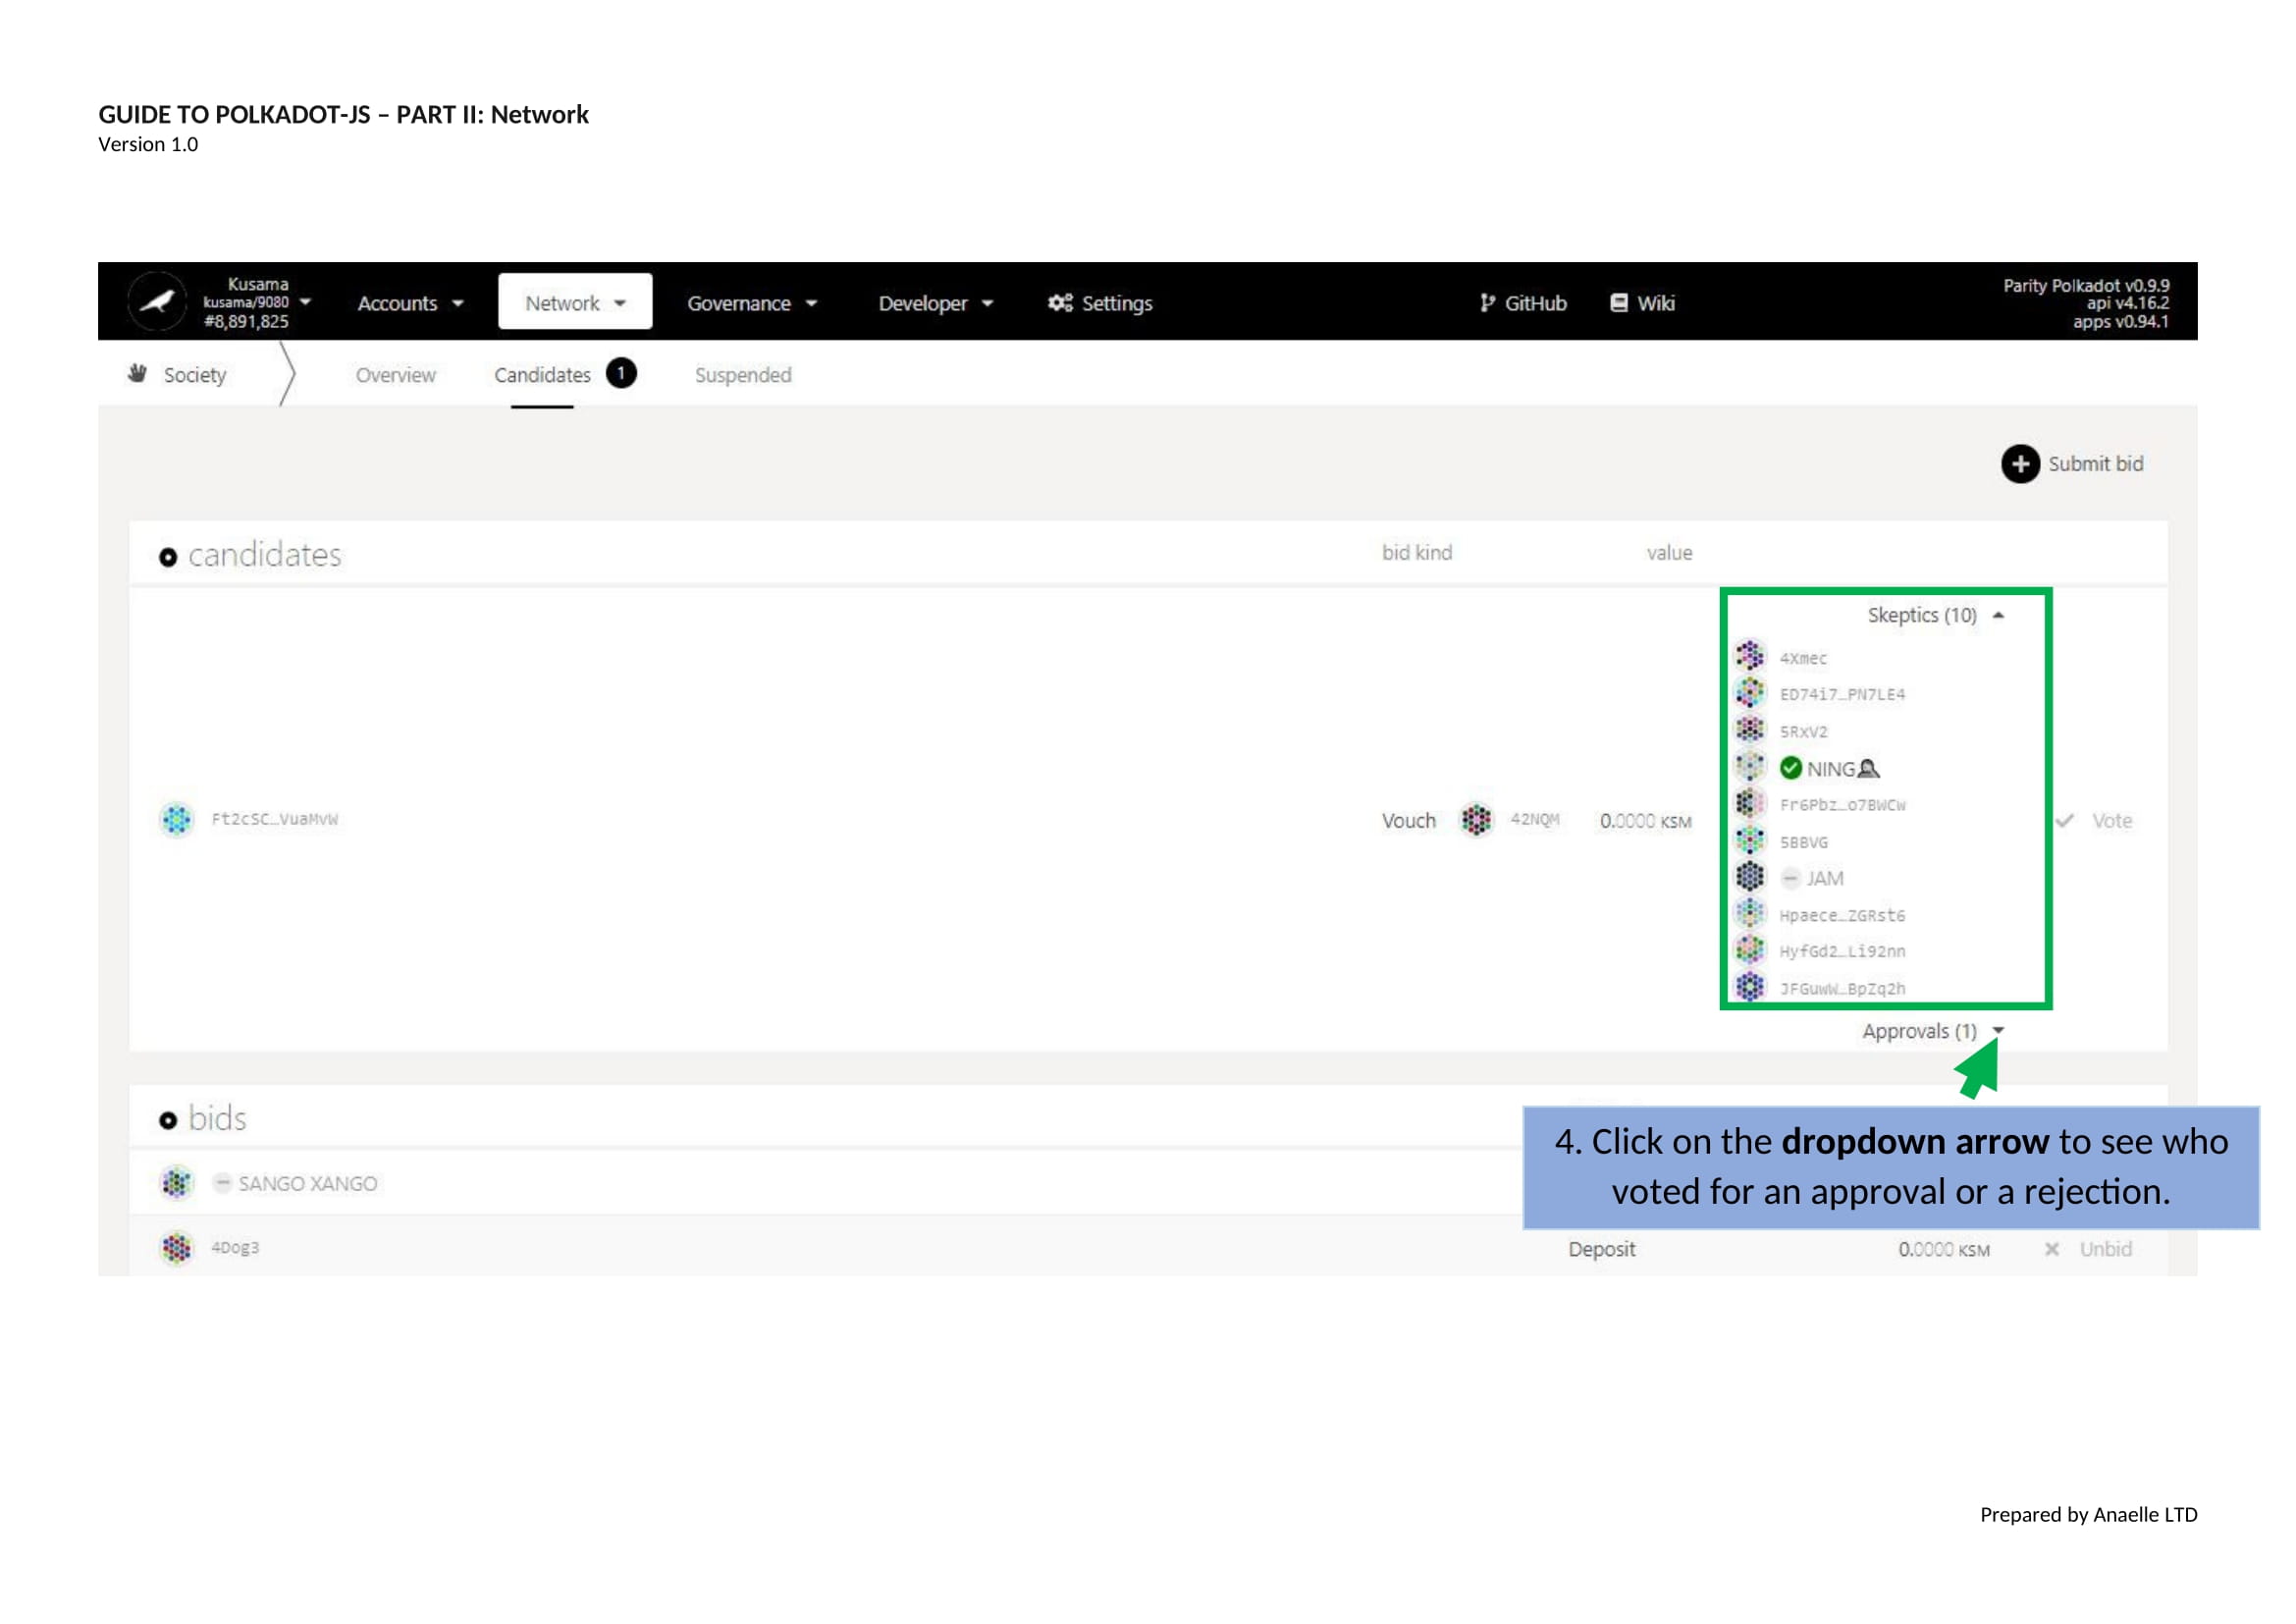 GUIDE TO POLKADOT-JS – PART II: Network
Version 1.0
Kusama
kusama/9080
#8,891,825
Accounts
Network
Governance
Developer
Settings
GitHub
Wiki
Parity Polkadot v0.9.9
api v4.16.2
apps v0.94.1
Society
Overview
Candidates 1
Suspended
Submit bid
candidates
bid kind
value
Ft2cSC…VuaMvW
Vouch
42NQM
0.0000 KSM
Skeptics (10)
4Xmec
ED74i7…PN7LE4
5RxV2
NING
Fr6Pbz…o7BWCw
5BBVG
JAM
Hpaece…ZGRst6
HyfGd2…Li92nn
JFGuwW…BpZq2h
Approvals (1)
Vote
bids
SANGO XANGO
4Dog3
Deposit
0.0000 KSM
Unbid
4. Click on the dropdown arrow to see who
voted for an approval or a rejection.
Prepared by Anaelle LTD